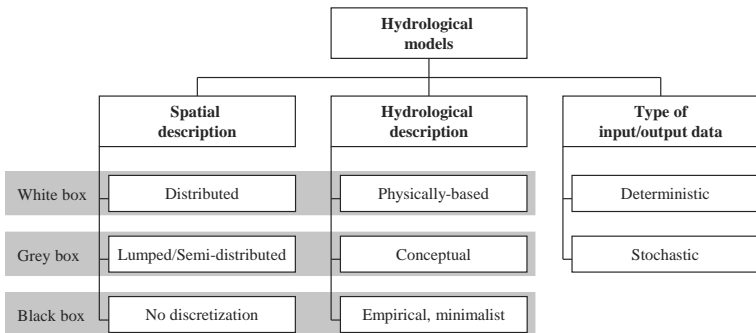 Hydrological
models
Spatial
description
Hydrological
description
Type of
input/output data
White box
Distributed
Physically-based
Deterministic
Grey box
Lumped/Semi-distributed
Conceptual
Stochastic
Black box
No discretization
Empirical, minimalist